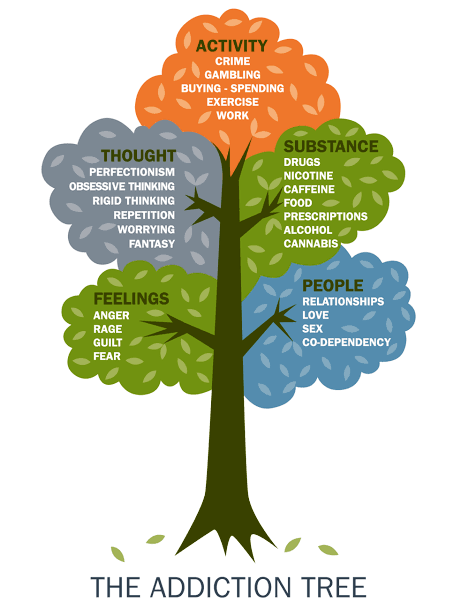 ACTIVITY
CRIME
GAMBLING
BUYING - SPENDING
EXERCISE
WORK
THOUGHT
PERFECTIONISM
OBSESSIVE THINKING
RIGID THINKING
REPETITION
WORRYING
FANTASY
SUBSTANCE
DRUGS
NICOTINE
CAFFEINE
FOOD
PRESCRIPTIONS
ALCOHOL
CANNABIS
FEELINGS
ANGER
RAGE
GUILT
FEAR
PEOPLE
RELATIONSHIPS
LOVE
SEX
CO-DEPENDENCY
THE ADDICTION TREE